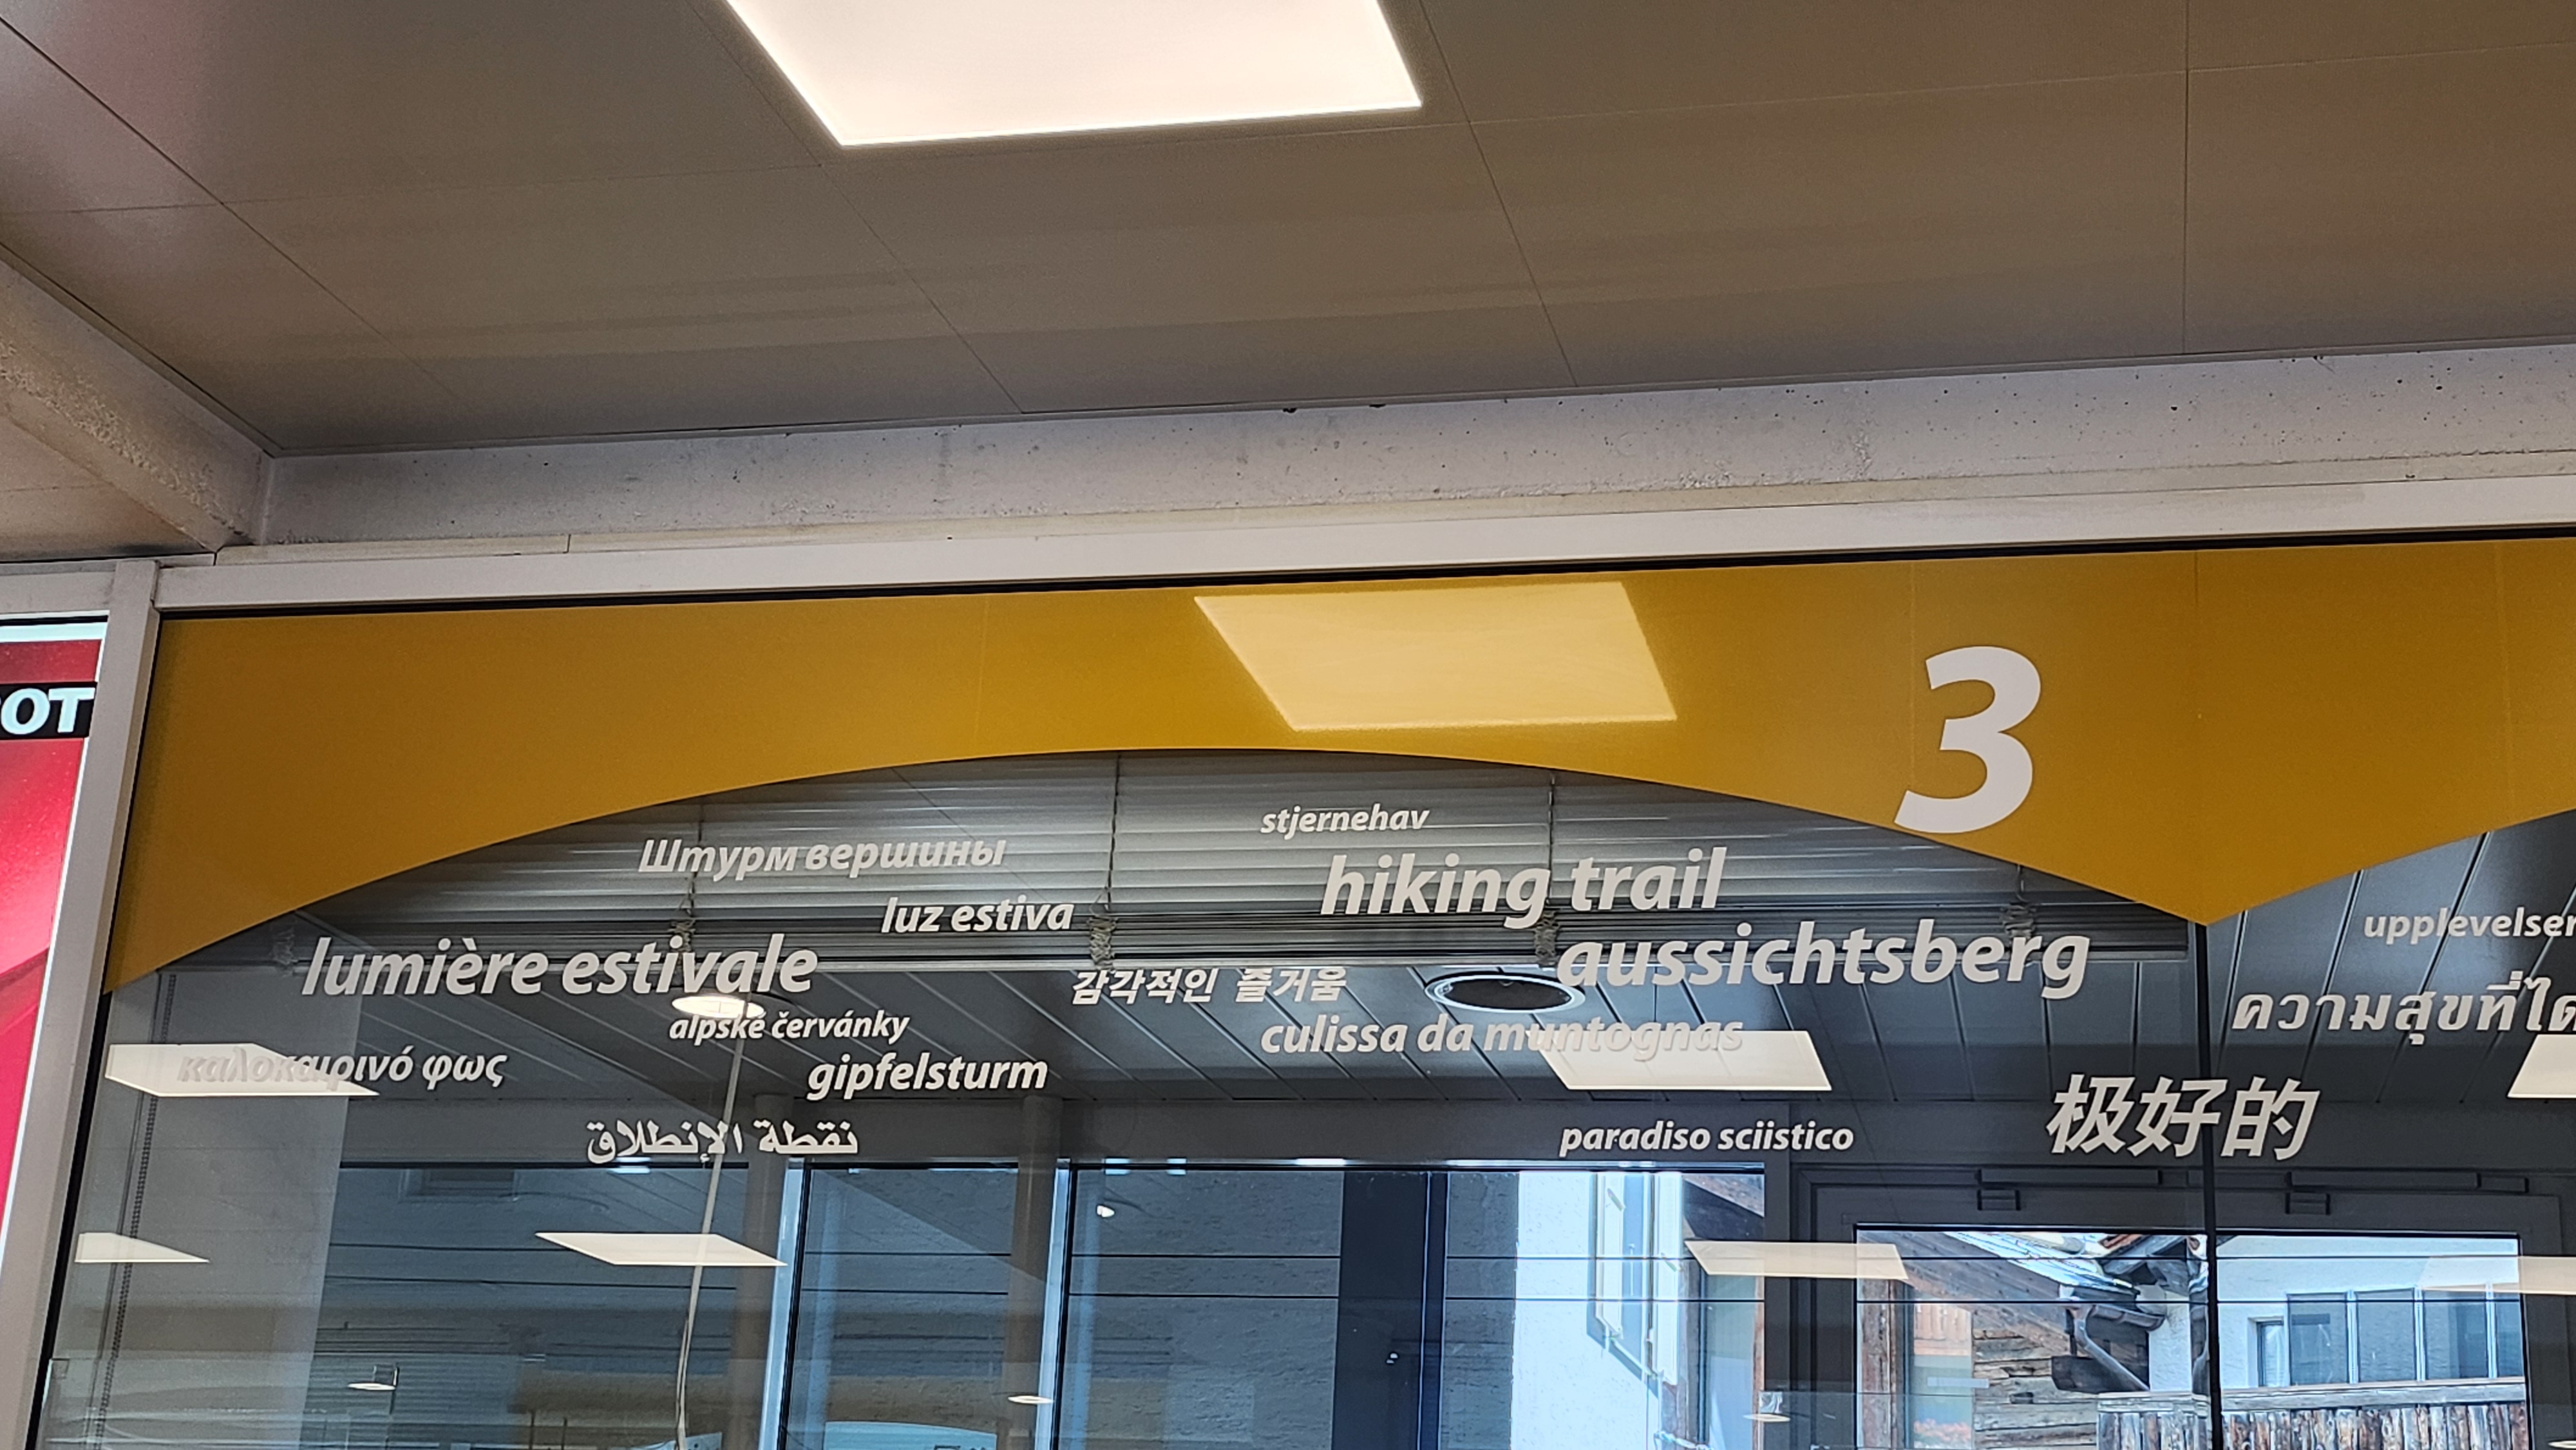 OT
3
stjernehav
Штурм вершины
hiking trail
luz estiva
upplevelser
aussichtsberg
lumière estivale
감각적인 즐거움
ความสุขที่ได้
alpské červánky
culissa da muntognas
καλοκαιρινό φως
gipfelsturm
极好的
نقطة الإنطلاق
paradiso sciistico